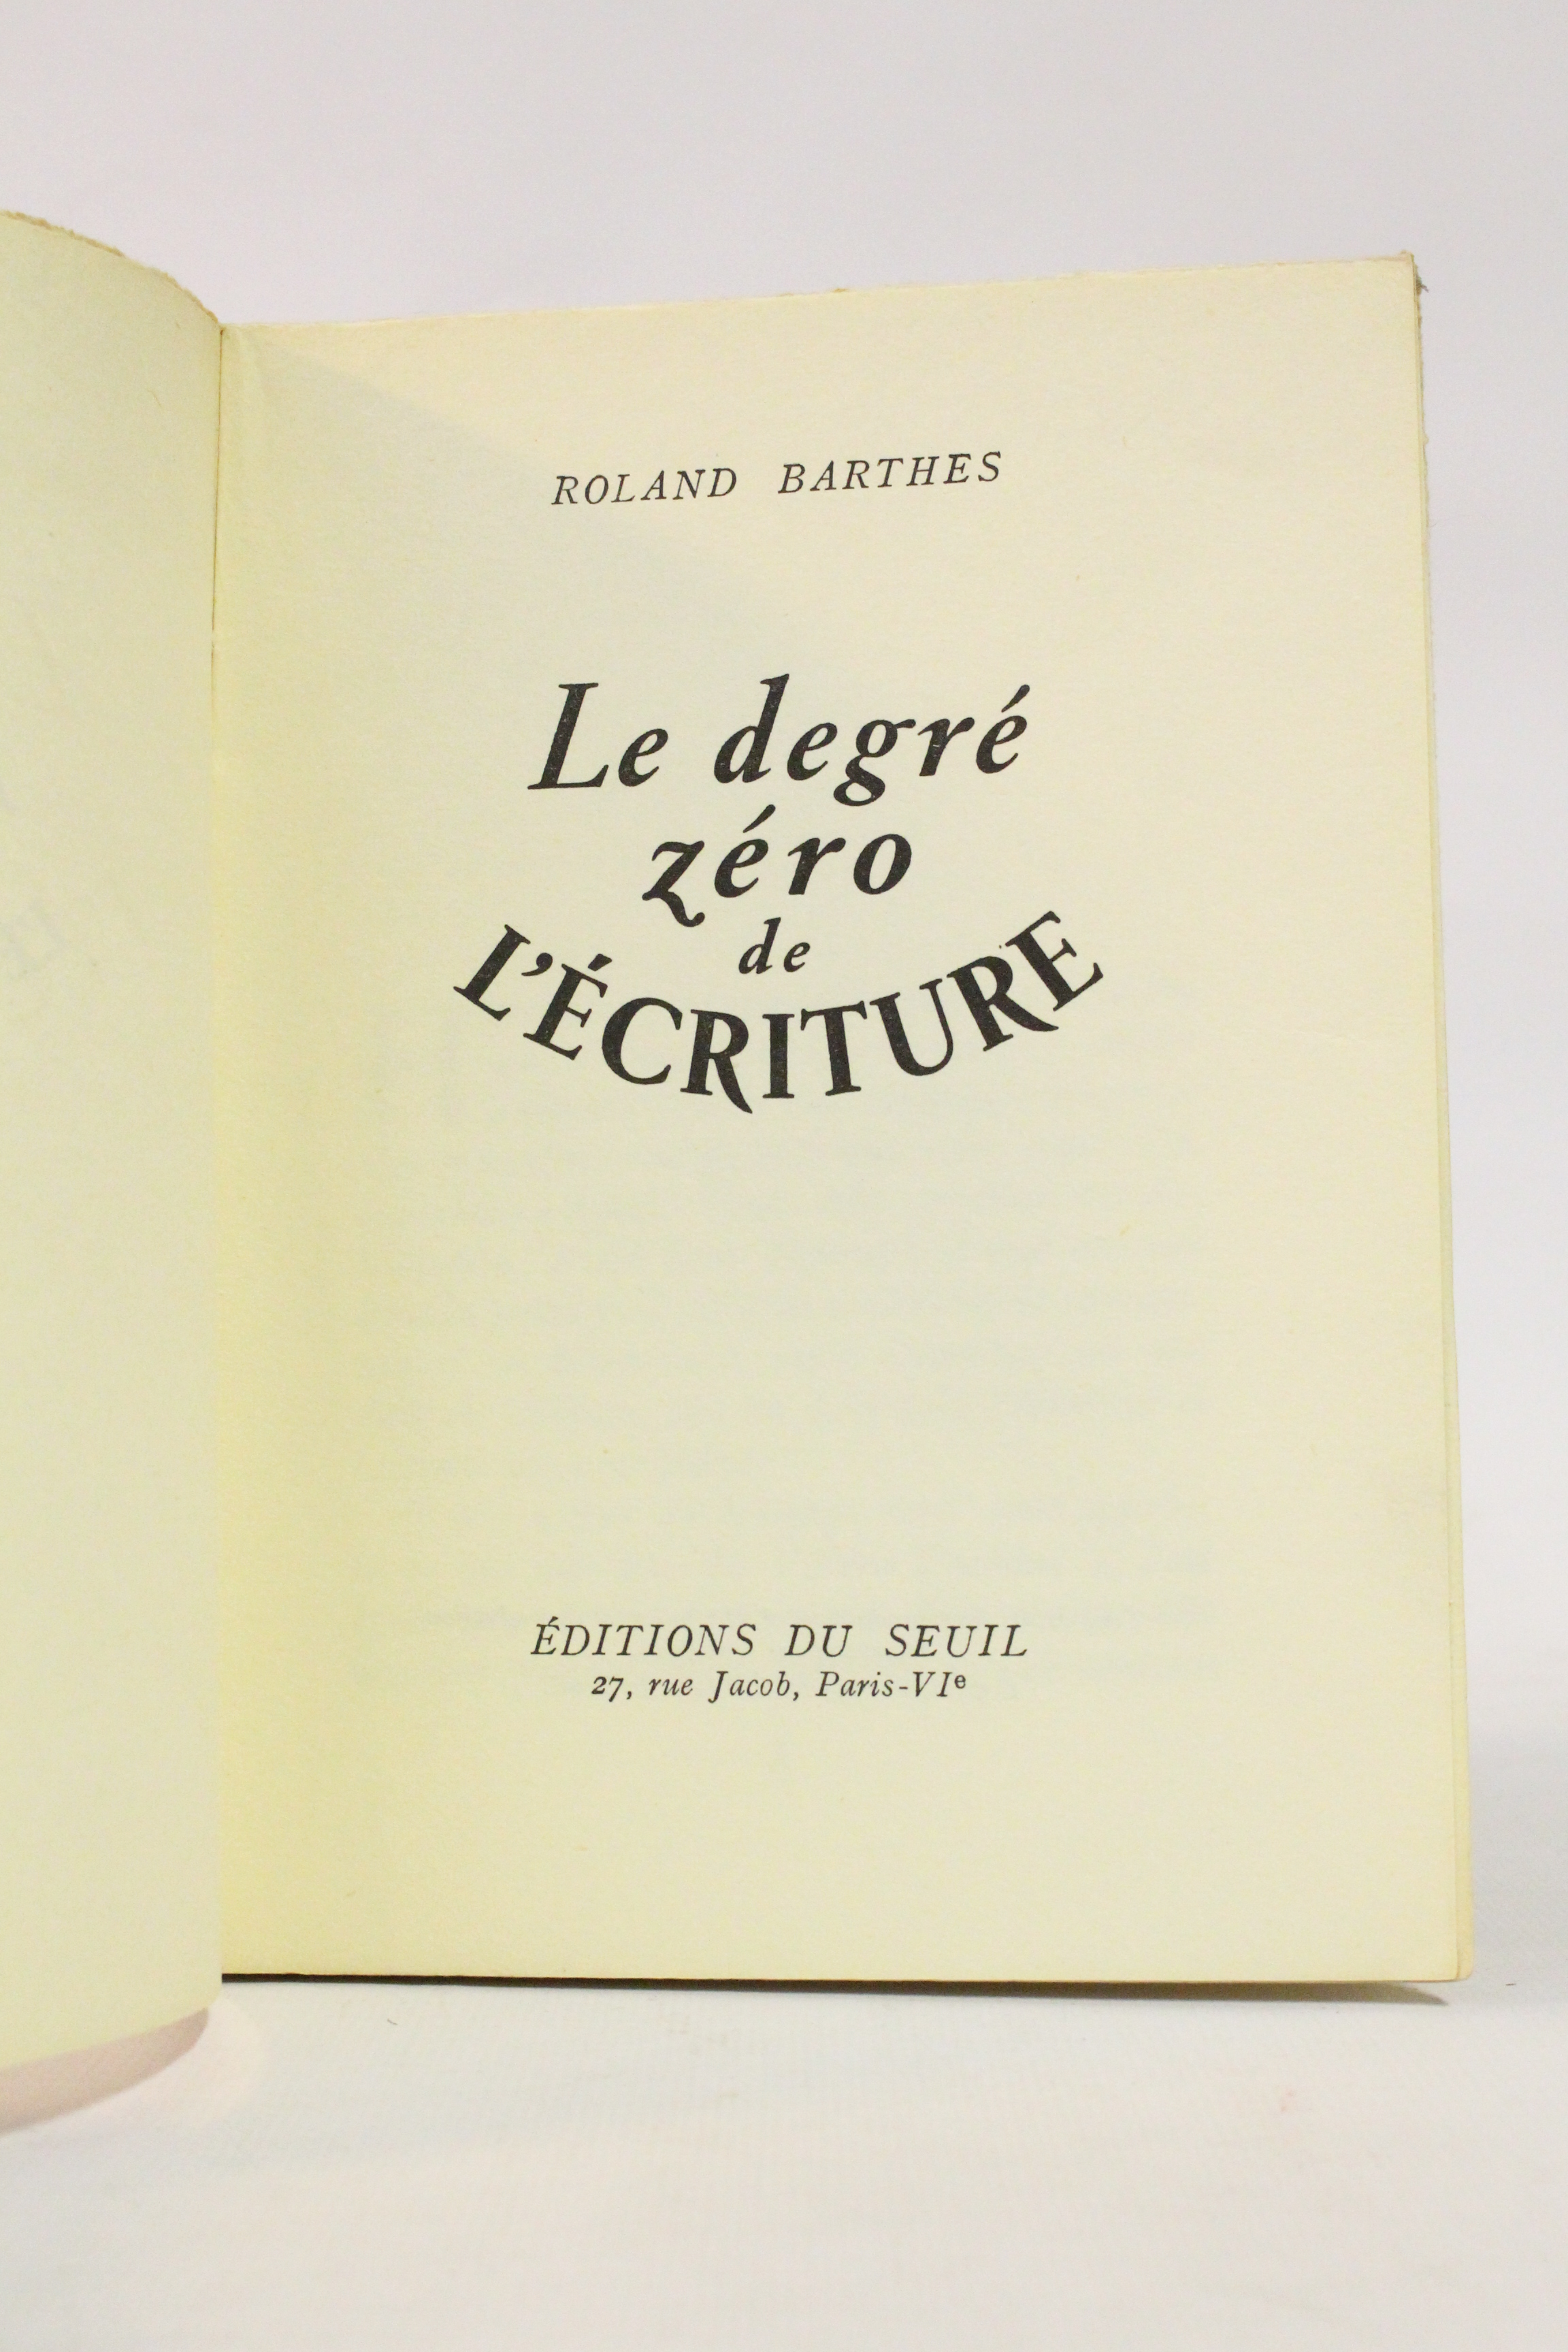 ROLAND BARTHES
Le degré
zéro
de
L'ÉCRITURE
ÉDITIONS DU SEUIL
27, rue Jacob, Paris-VIᵉ